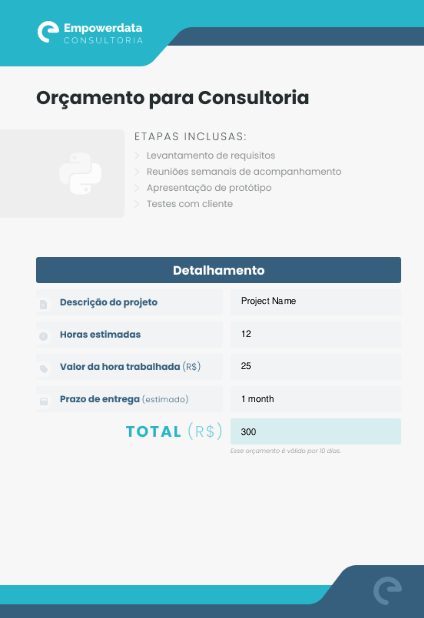 Empowerdata
CONSULTORIA
Orçamento para Consultoria
ETAPAS INCLUSAS:
Levantamento de requisitos
Reuniões semanais de acompanhamento
Apresentação de protótipo
Testes com cliente
Detalhamento
Descrição do projeto Project Name
Horas estimadas 12
Valor da hora trabalhada (R$) 25
Prazo de entrega (estimado) 1 month
TOTAL (R$) 300
Esse orçamento é válido por 10 dias.